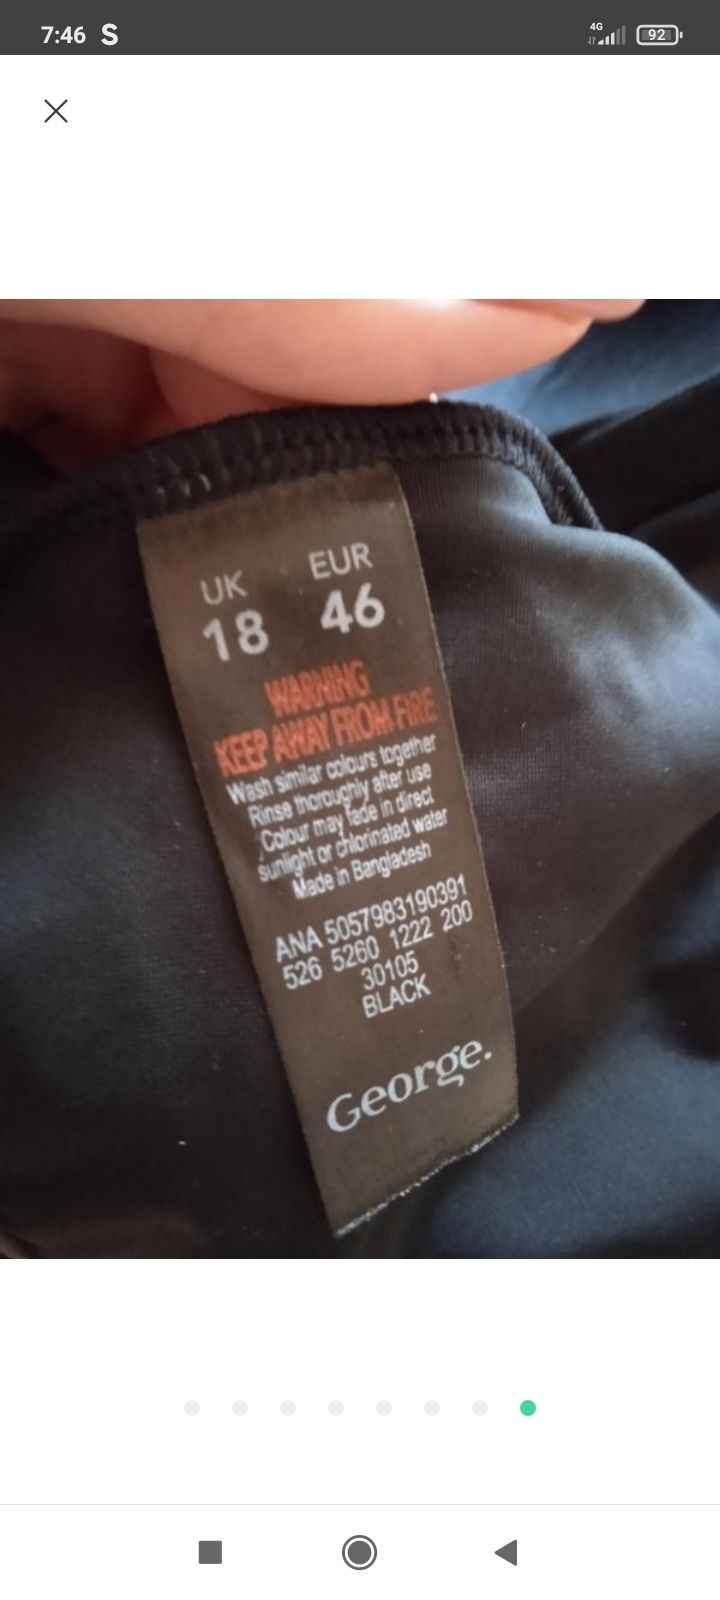 7:46 S
4G
92
UK EUR
18 46
WARNING
KEEP AWAY FROM FIRE
Wash similar colours together
Rinse thoroughly after use
Colour may fade in direct
sunlight or chlorinated water
Made in Bangladesh
ANA 5057983190391
526 5260 1222 200
30105
BLACK
George.